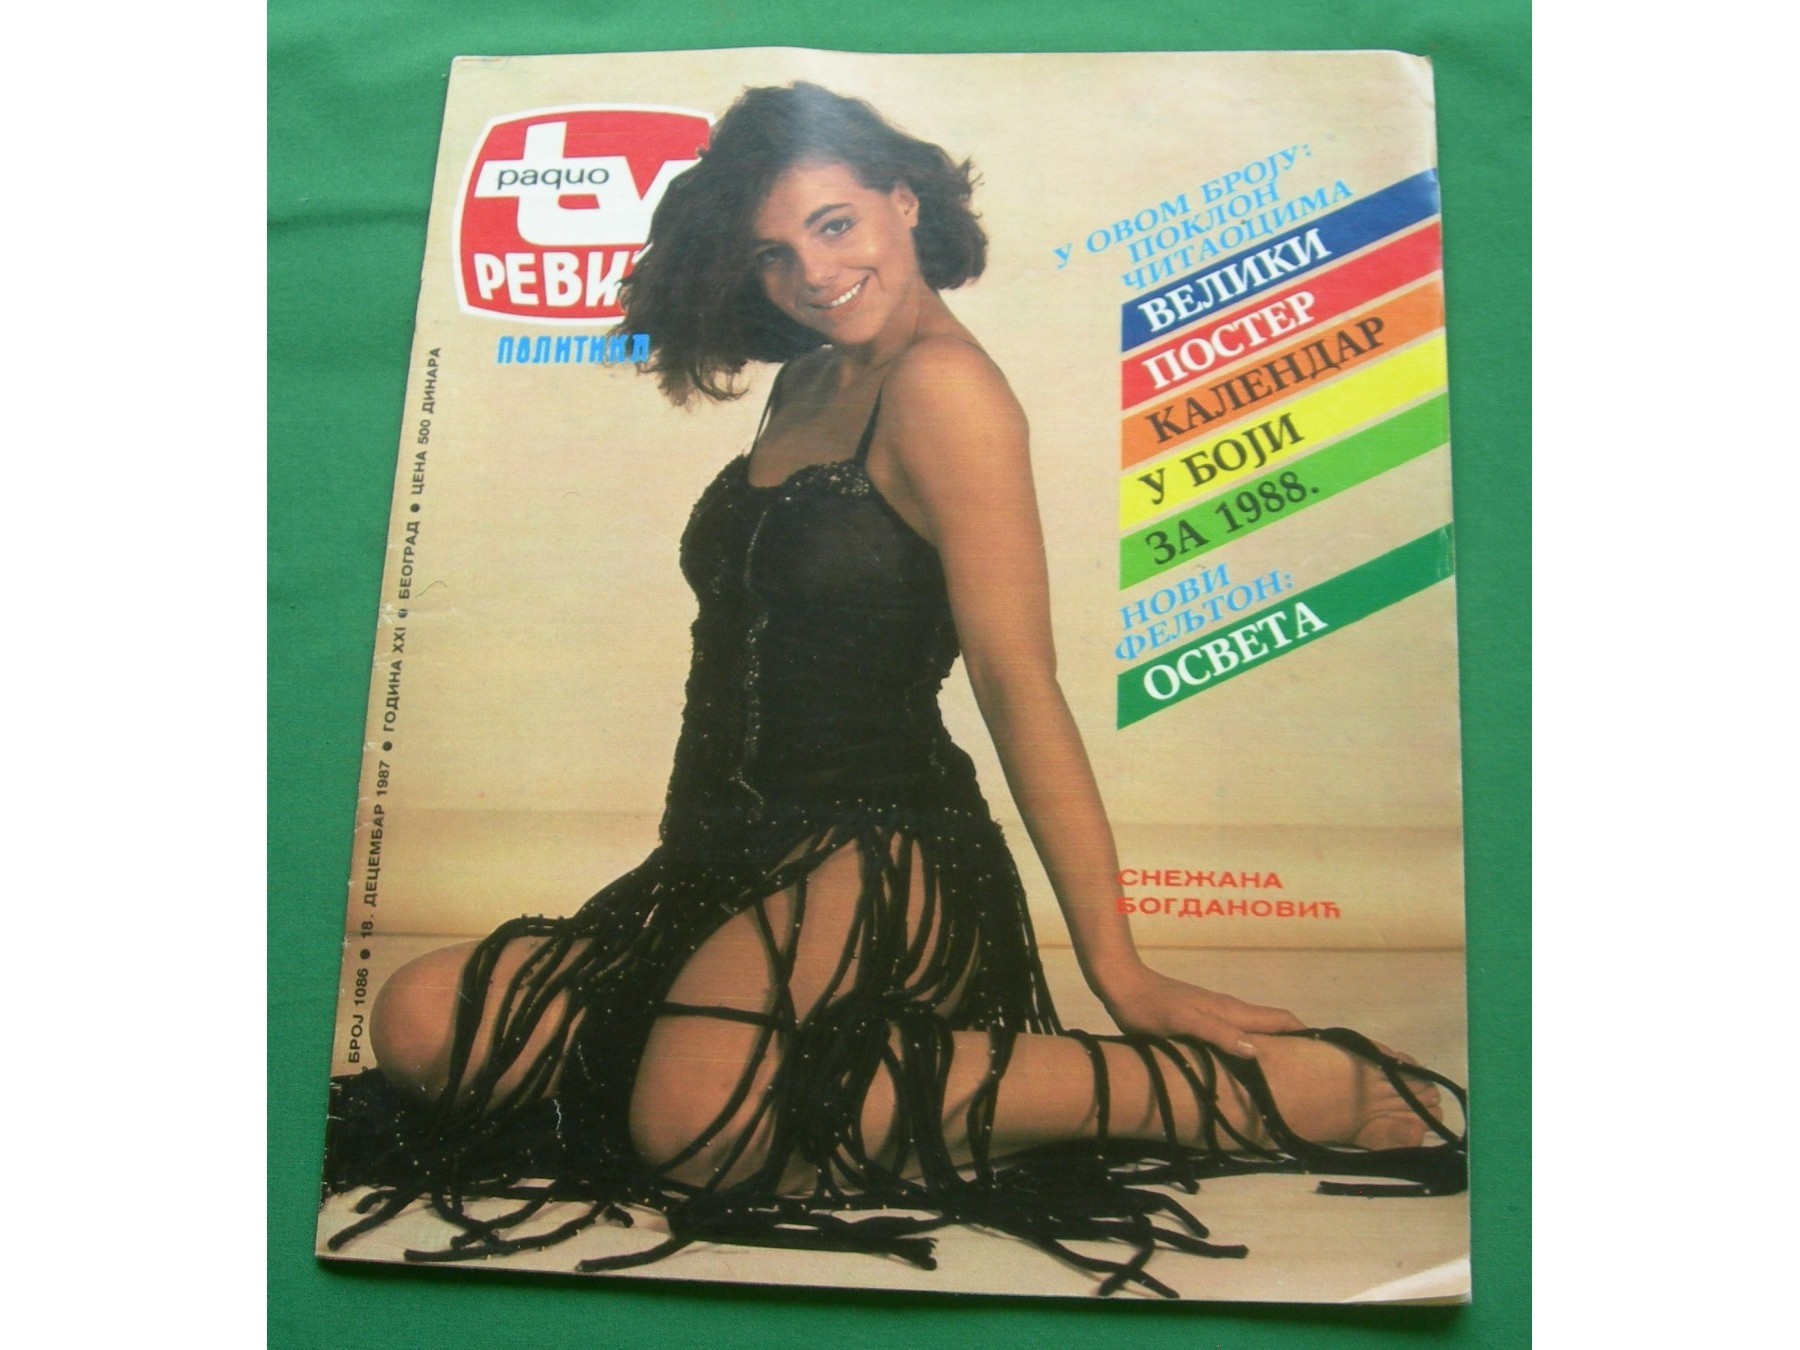 радио
tv
РЕВИ
ПОЛИТИКА
У ОВОМ БРОЈУ:
ПОКЛОН
ЧИТАОЦИМА
ВЕЛИКИ
ПОСТЕР
КАЛЕНДАР
У БОЈИ
ЗА 1988.
НОВИ
ФЕЉТОН:
ОСВЕТА
СНЕЖАНА
БОГДАНОВИЋ
БРОЈ 1086 ● 18. ДЕЦЕМБАР 1987 ● ГОДИНА XXI ● БЕОГРАД ● ЦЕНА 500 ДИНАРА